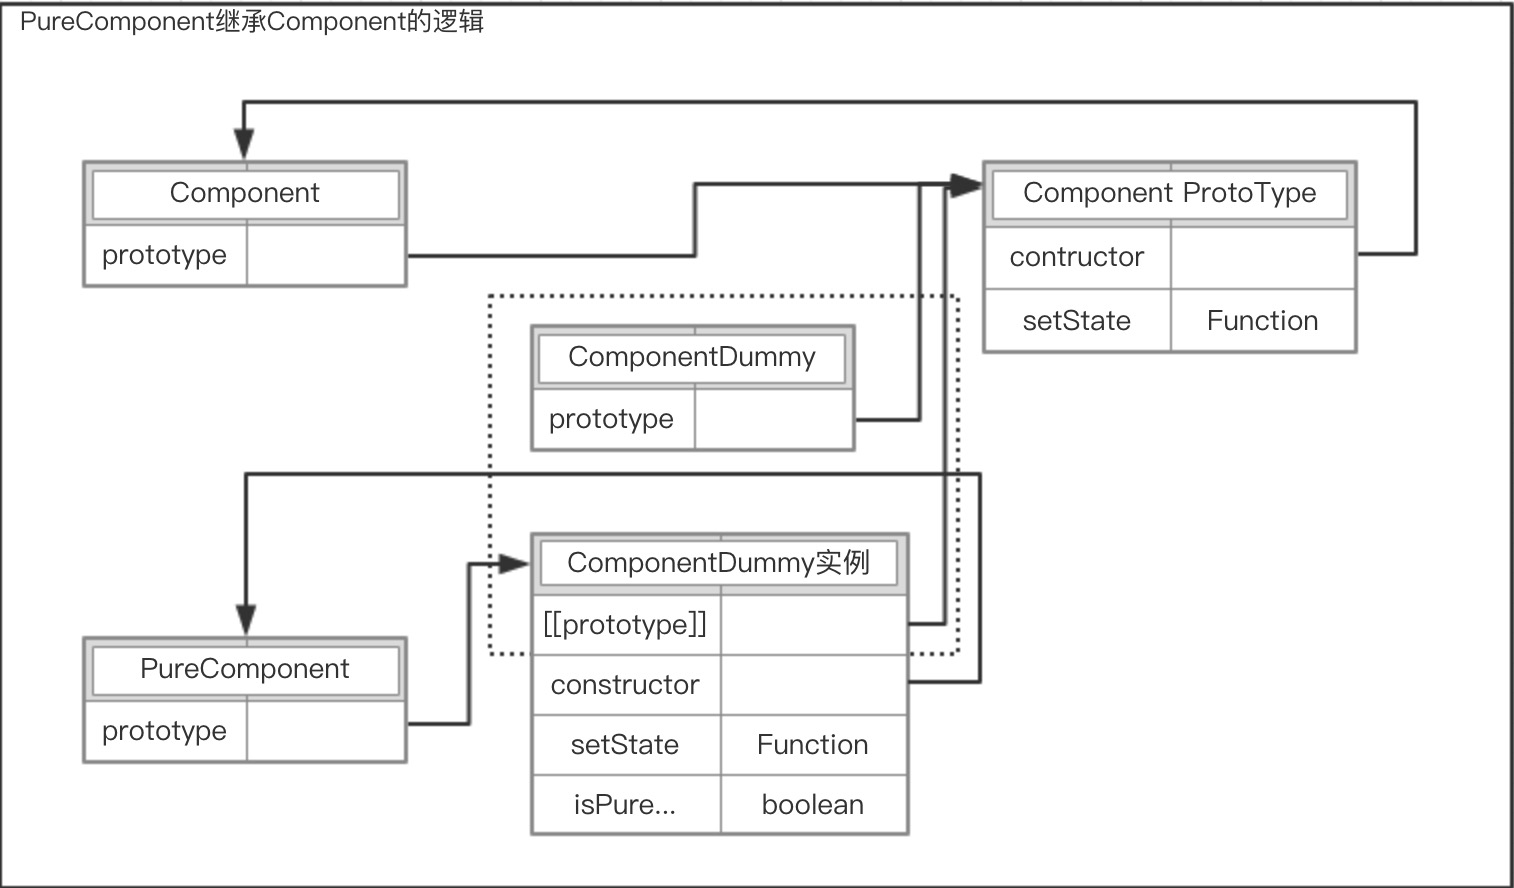 PureComponent继承Component的逻辑
Component
prototype
Component ProtoType
contructor
setState Function
ComponentDummy
prototype
ComponentDummy实例
[[prototype]]
constructor
setState Function
isPure... boolean
PureComponent
prototype